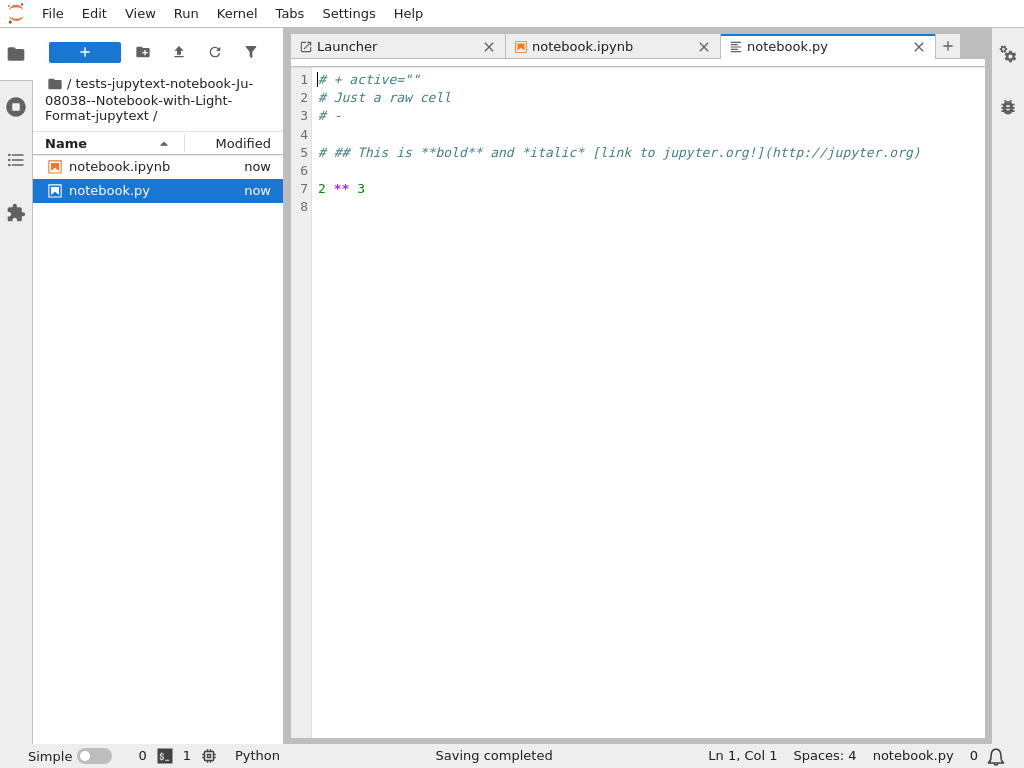 File Edit View Run Kernel Tabs Settings Help
/ tests-jupytext-notebook-Ju-
08038--Notebook-with-Light-
Format-jupytext /
Name Modified
notebook.ipynb now
notebook.py now
Launcher notebook.ipynb notebook.py
1 # + active=""
2 # Just a raw cell
3 # -
4
5 # ## This is **bold** and *italic* [link to jupyter.org!](http://jupyter.org)
6
7 2 ** 3
8
Simple 0 $_ 1 Python Saving completed Ln 1, Col 1 Spaces: 4 notebook.py 0